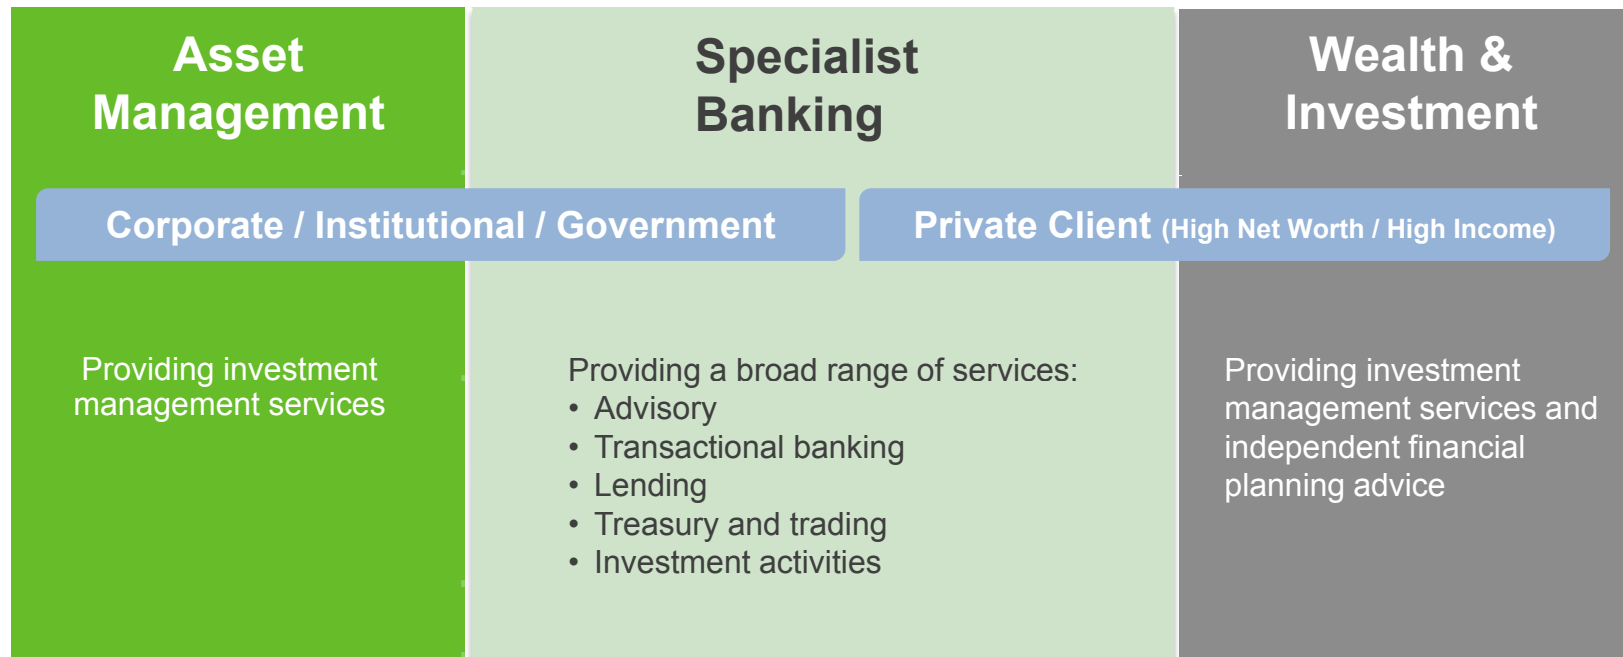 Asset
Management
Specialist
Banking
Wealth &
Investment
Corporate / Institutional / Government
Private Client (High Net Worth / High Income)
Providing investment
management services
Providing a broad range of services:
• Advisory
• Transactional banking
• Lending
• Treasury and trading
• Investment activities
Providing investment
management services and
independent financial
planning advice